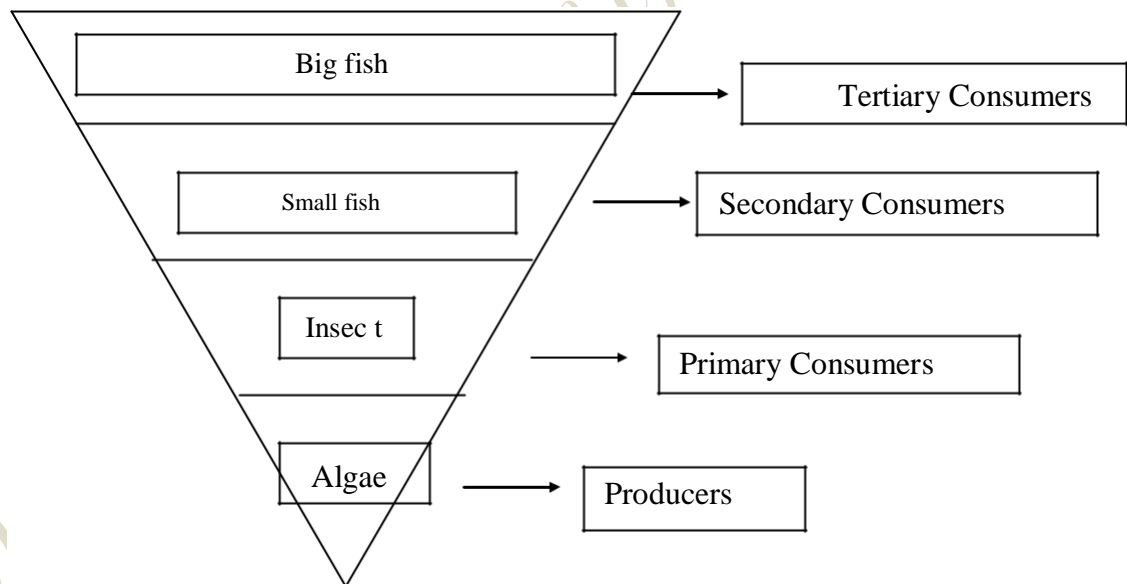 Big fish
Tertiary Consumers
Small fish
Secondary Consumers
Insec t
Primary Consumers
Algae
Producers